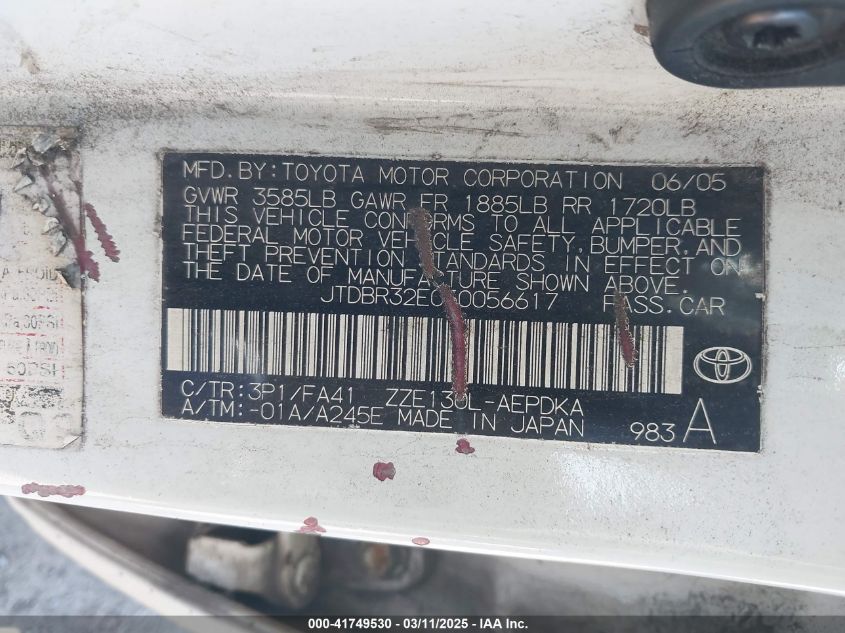 MFD. BY: TOYOTA MOTOR CORPORATION 06/05
GVWR 3585LB GAWR FR 1885LB RR 1720LB
THIS VEHICLE CONFORMS TO ALL APPLICABLE
FEDERAL MOTOR VEHICLE SAFETY, BUMPER, AND
THEFT PREVENTION STANDARDS IN EFFECT ON
THE DATE OF MANUFACTURE SHOWN ABOVE.
PASS. CAR
C/TR: 3P1/FA41 ZZE130L-AEPDKA
A/TM: -01A/A245E MADE IN JAPAN 983 A
000-41749530 - 03/11/2025 - IAAI Inc.